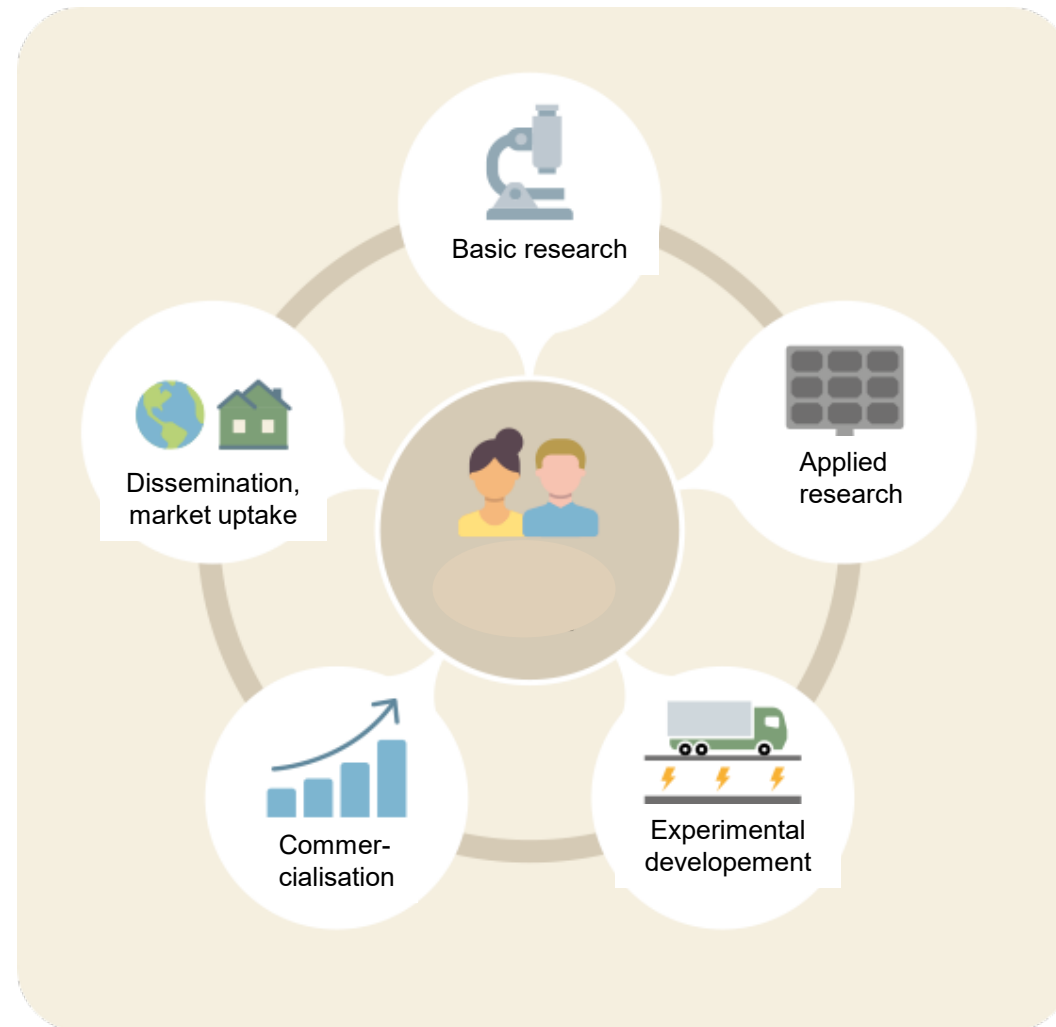 Basic research
Applied
research
Experimental
developement
Commer-
cialisation
Dissemination,
market uptake